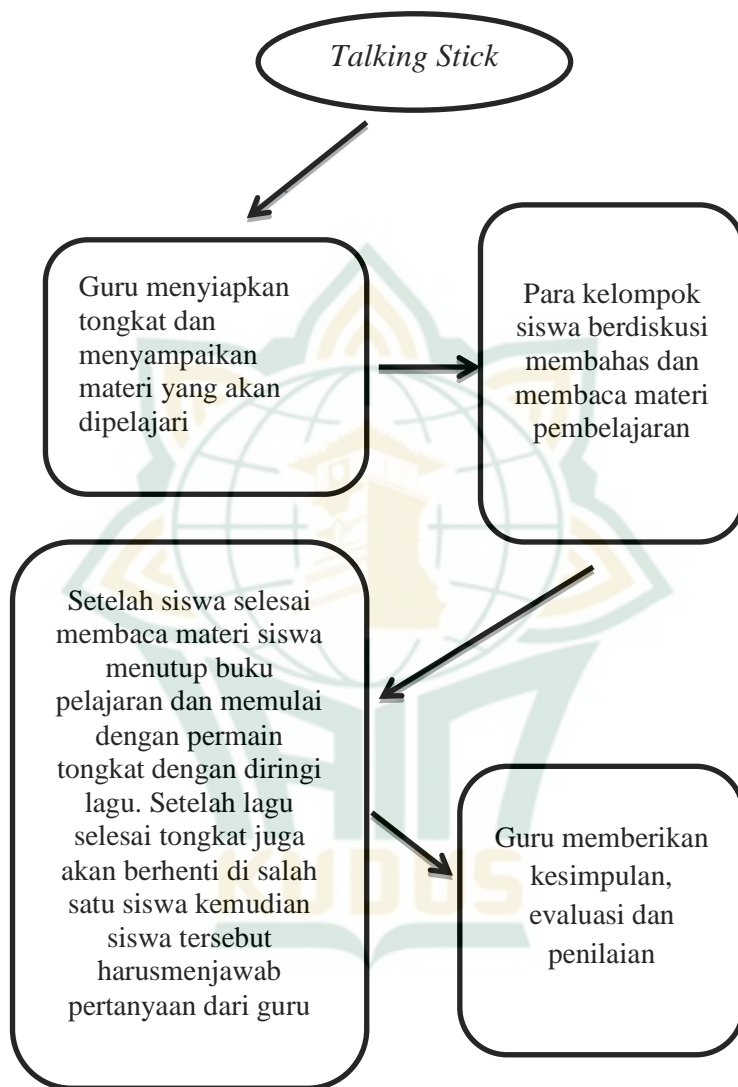 Talking Stick
Guru menyiapkan
tongkat dan
menyampaikan
materi yang akan
dipelajari
Para kelompok
siswa berdiskusi
membahas dan
membaca materi
pembelajaran
Setelah siswa selesai
membaca materi siswa
menutup buku
pelajaran dan memulai
dengan permain
tongkat dengan diringi
lagu. Setelah lagu
selesai tongkat juga
akan berhenti di salah
satu siswa kemudian
siswa tersebut
harusmenjawab
pertanyaan dari guru
Guru memberikan
kesimpulan,
evaluasi dan
penilaian
IAIN
KUDUS